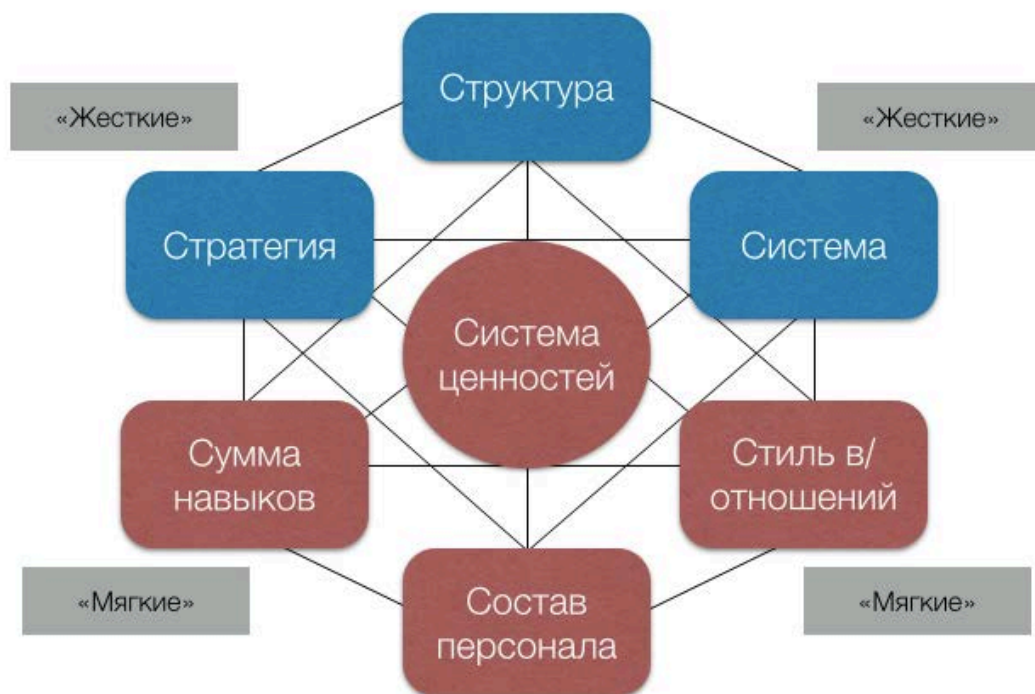 Структура
«Жесткие»
«Жесткие»
Стратегия
Система
Система
ценностей
Сумма
навыков
Стиль в/
отношений
«Мягкие»
«Мягкие»
Состав
персонала